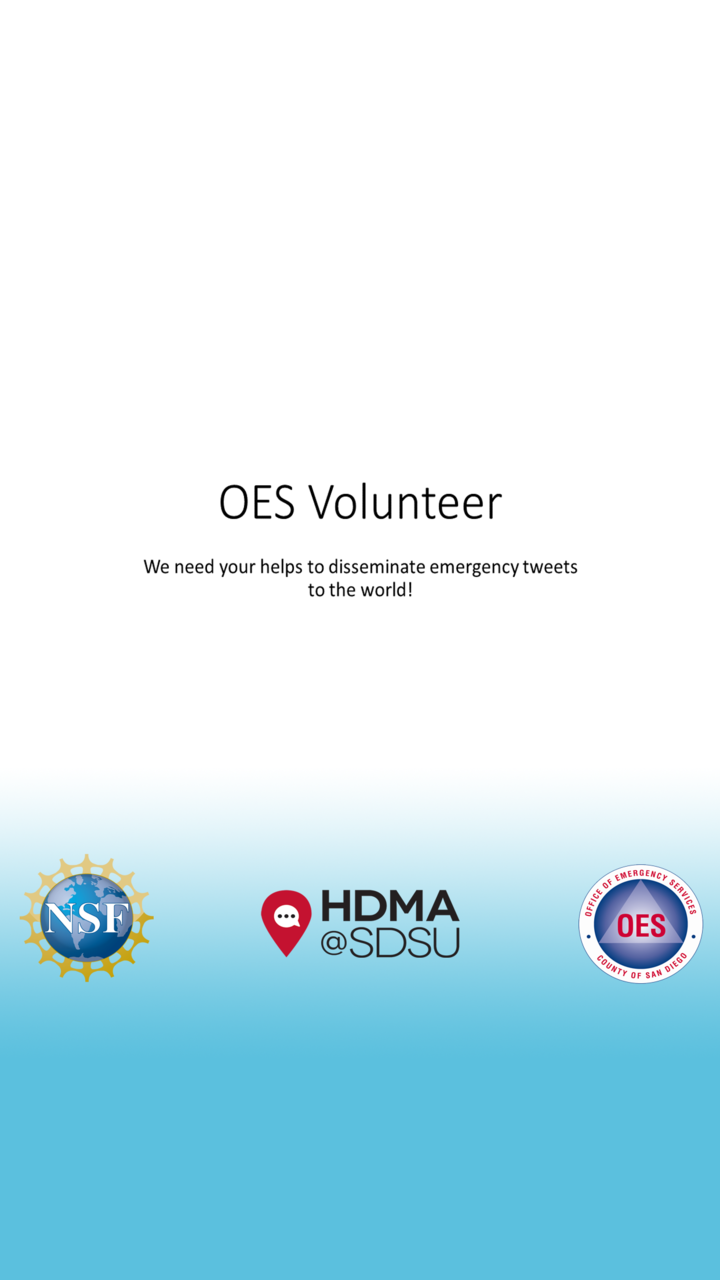 OES Volunteer
We need your helps to disseminate emergency tweets
to the world!
NSF
HDMA
@SDSU
OFFICE OF EMERGENCY SERVICES
OES
COUNTY OF SAN DIEGO